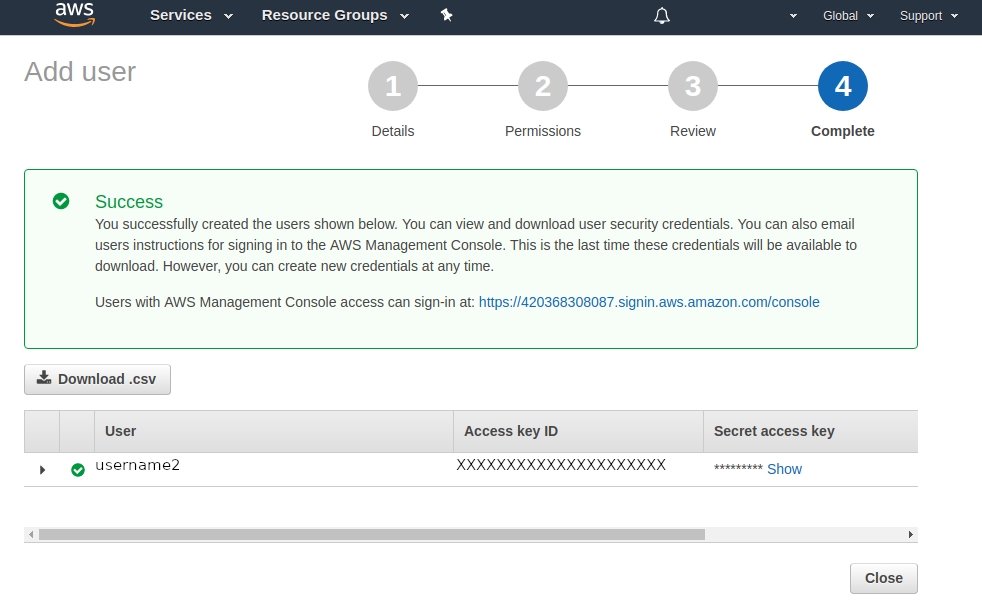 aws Services Resource Groups Global Support
Add user
1 2 3 4
Details Permissions Review Complete
Success
You successfully created the users shown below. You can view and download user security credentials. You can also email
users instructions for signing in to the AWS Management Console. This is the last time these credentials will be available to
download. However, you can create new credentials at any time.
Users with AWS Management Console access can sign-in at: https://420368308087.signin.aws.amazon.com/console
Download .csv
User Access key ID Secret access key
username2 XXXXXXXXXXXXXXXXXXXXX ********* Show
Close